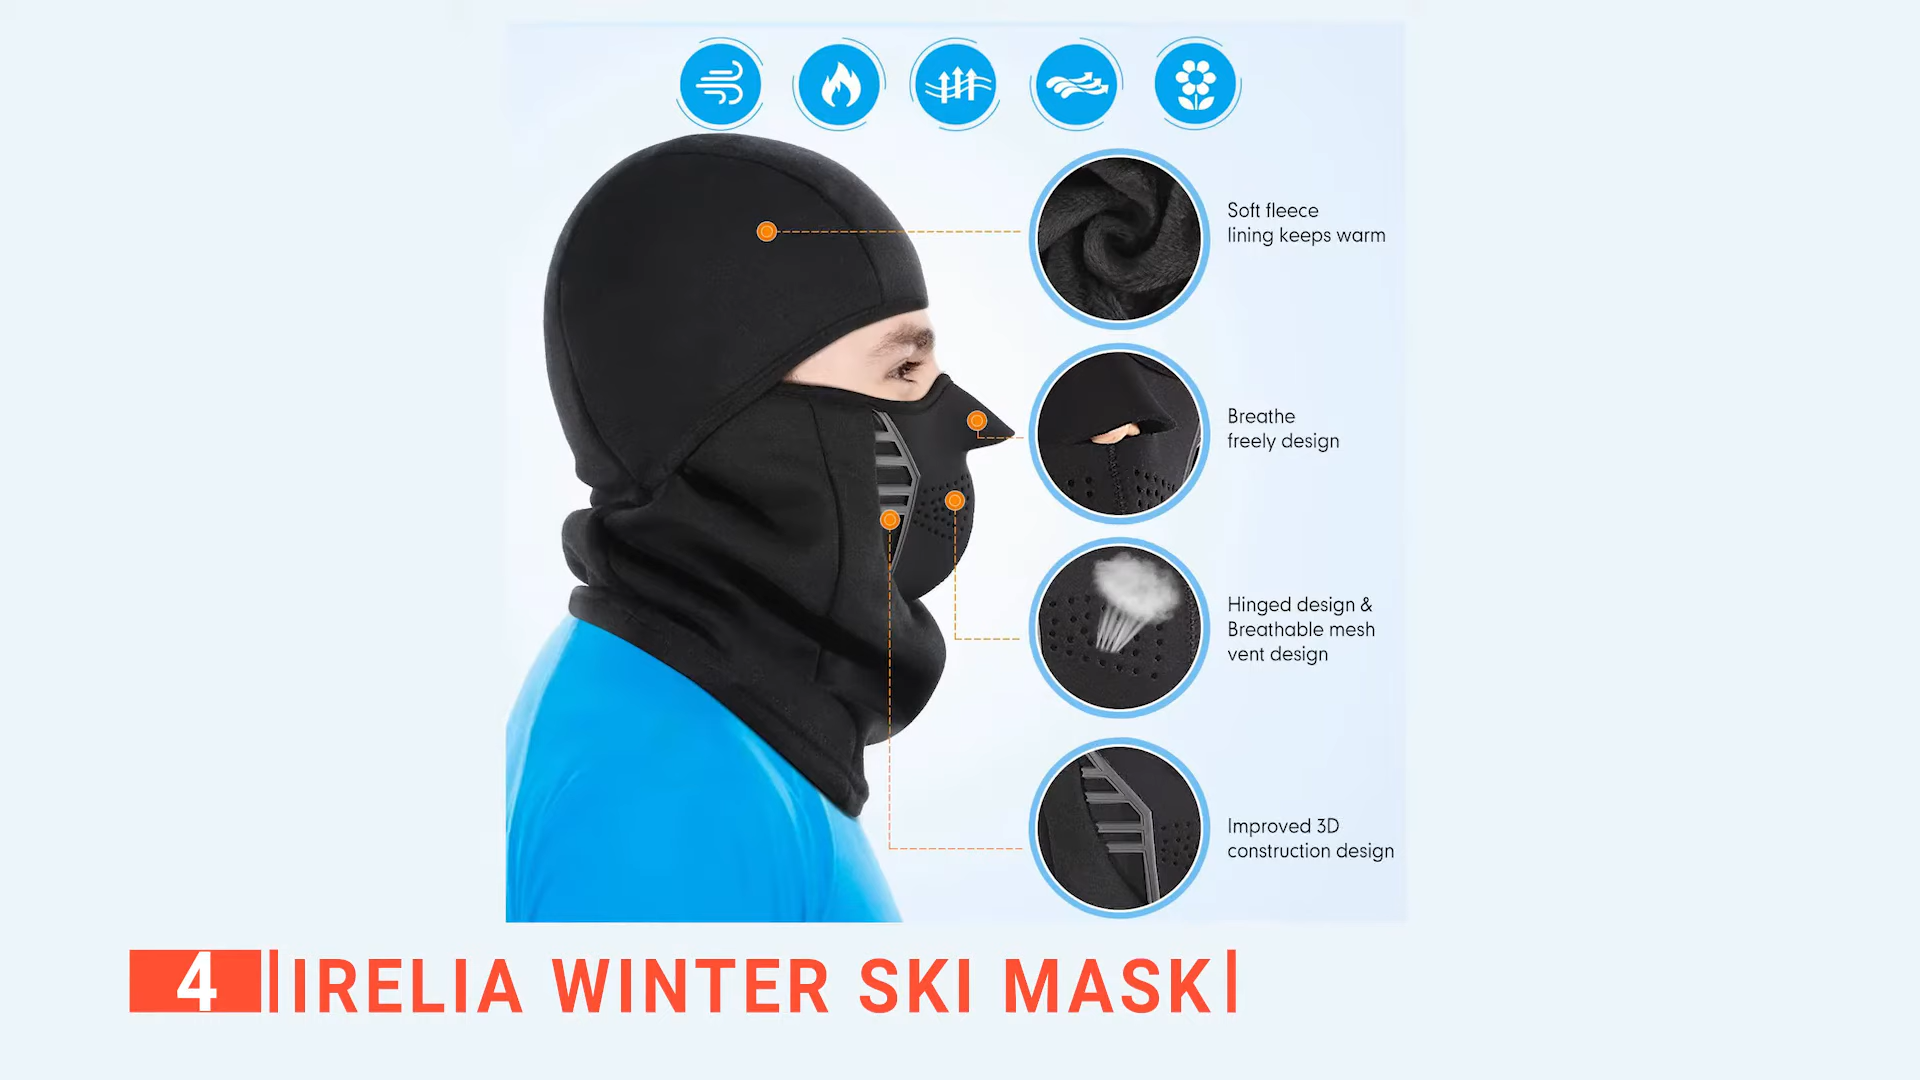 Soft fleece
lining keeps warm
Breathe
freely design
Hinged design &
Breathable mesh
vent design
Improved 3D
construction design
4 IRELIA WINTER SKI MASK